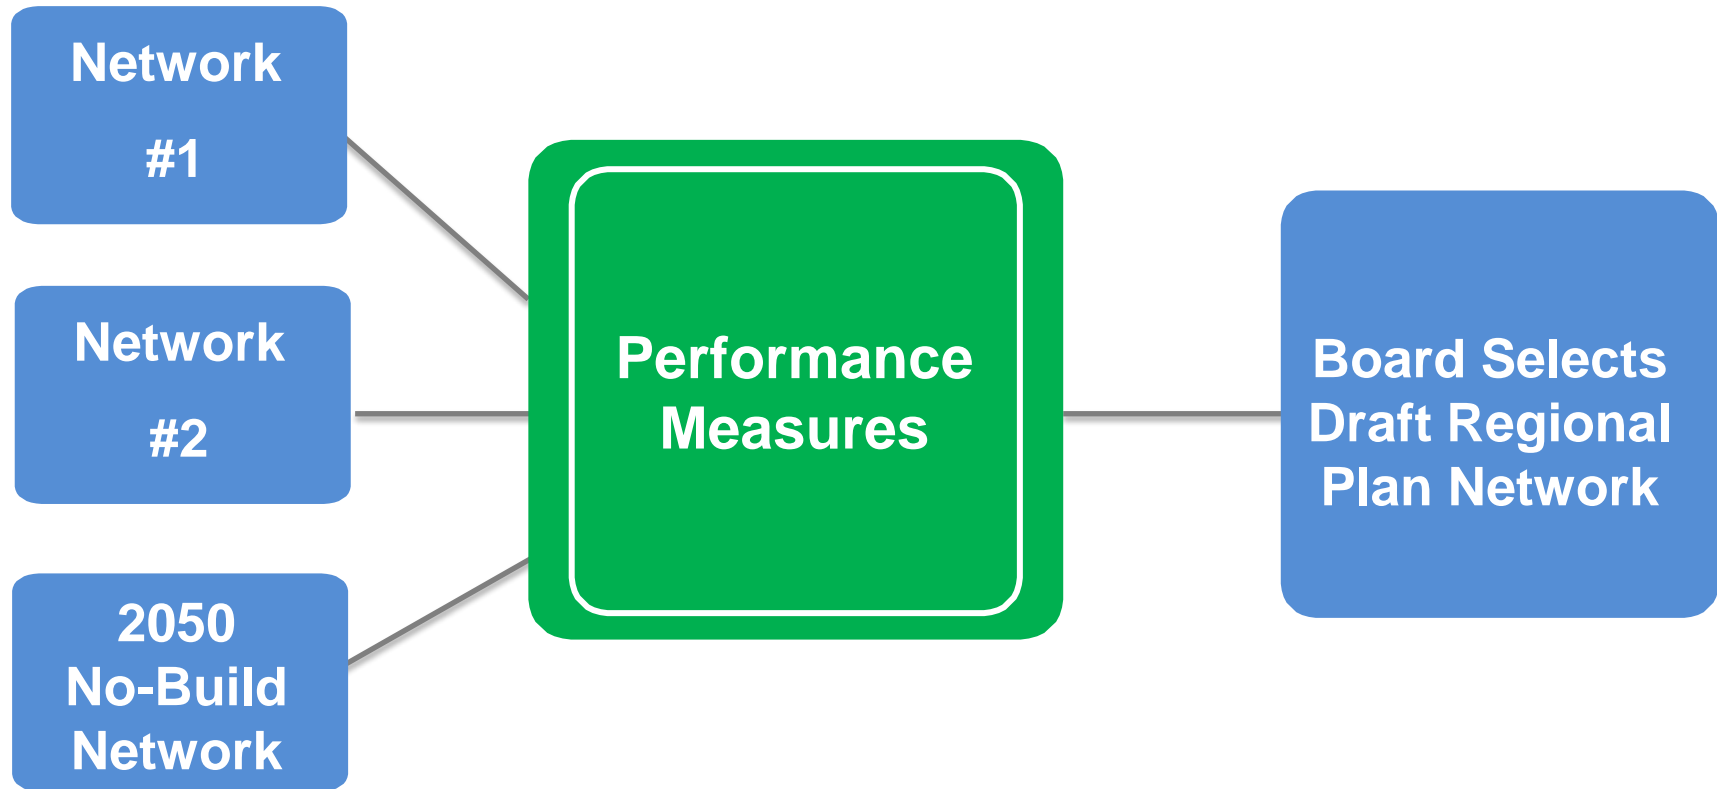 Network
#1
Network
#2
2050
No-Build
Network
Performance
Measures
Board Selects
Draft Regional
Plan Network